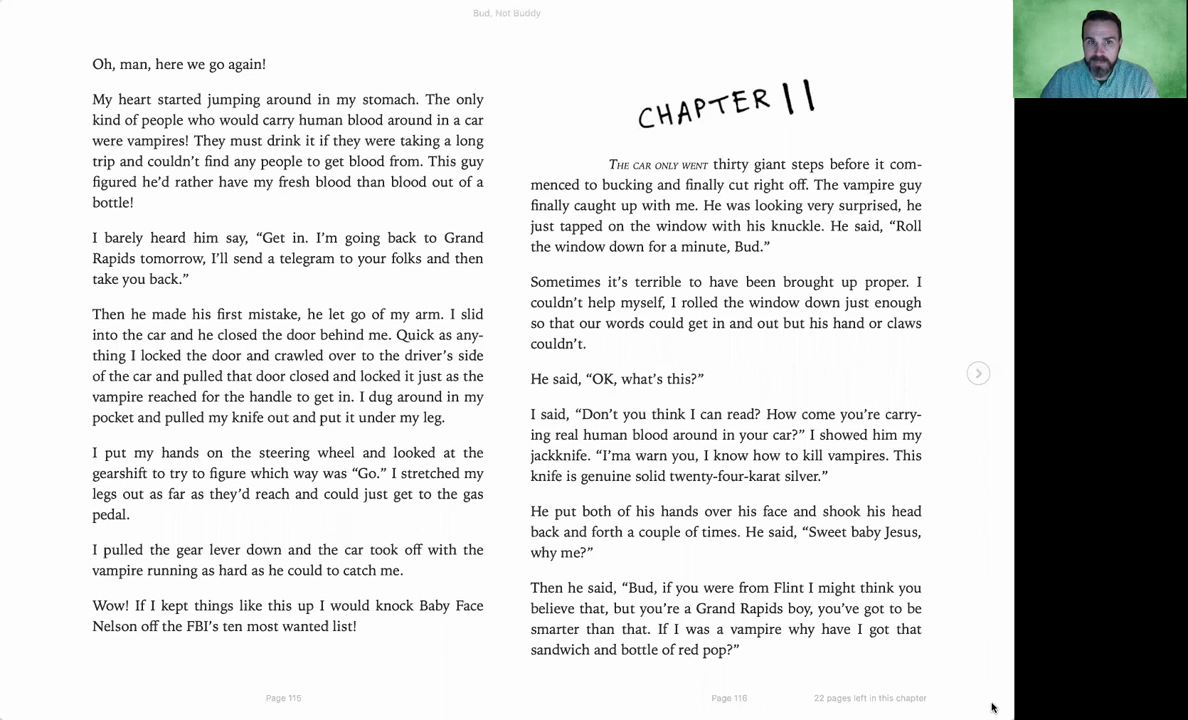 Bud, Not Buddy
Oh, man, here we go again!
My heart started jumping around in my stomach. The only
kind of people who would carry human blood around in a car
were vampires! They must drink it if they were taking a long
trip and couldn’t find any people to get blood from. This guy
figured he’d rather have my fresh blood than blood out of a
bottle!
I barely heard him say, “Get in. I’m going back to Grand
Rapids tomorrow, I’ll send a telegram to your folks and then
take you back.”
Then he made his first mistake, he let go of my arm. I slid
into the car and he closed the door behind me. Quick as any-
thing I locked the door and crawled over to the driver’s side
of the car and pulled that door closed and locked it just as the
vampire reached for the handle to get in. I dug around in my
pocket and pulled my knife out and put it under my leg.
I put my hands on the steering wheel and looked at the
gearshift to try to figure which way was “Go.” I stretched my
legs out as far as they’d reach and could just get to the gas
pedal.
I pulled the gear lever down and the car took off with the
vampire running as hard as he could to catch me.
Wow! If I kept things like this up I would knock Baby Face
Nelson off the FBI’s ten most wanted list!
Page 115
CHAPTER 11
THE CAR ONLY WENT thirty giant steps before it com-
menced to bucking and finally cut right off. The vampire guy
finally caught up with me. He was looking very surprised, he
just tapped on the window with his knuckle. He said, “Roll
the window down for a minute, Bud.”
Sometimes it’s terrible to have been brought up proper. I
couldn’t help myself, I rolled the window down just enough
so that our words could get in and out but his hand or claws
couldn’t.
He said, “OK, what’s this?”
I said, “Don’t you think I can read? How come you’re carry-
ing real human blood around in your car?” I showed him my
jackknife. “I’ma warn you, I know how to kill vampires. This
knife is genuine solid twenty-four-karat silver.”
He put both of his hands over his face and shook his head
back and forth a couple of times. He said, “Sweet baby Jesus,
why me?”
Then he said, “Bud, if you were from Flint I might think you
believe that, but you’re a Grand Rapids boy, you’ve got to be
smarter than that. If I was a vampire why have I got that
sandwich and bottle of red pop?”
Page 116
22 pages left in this chapter